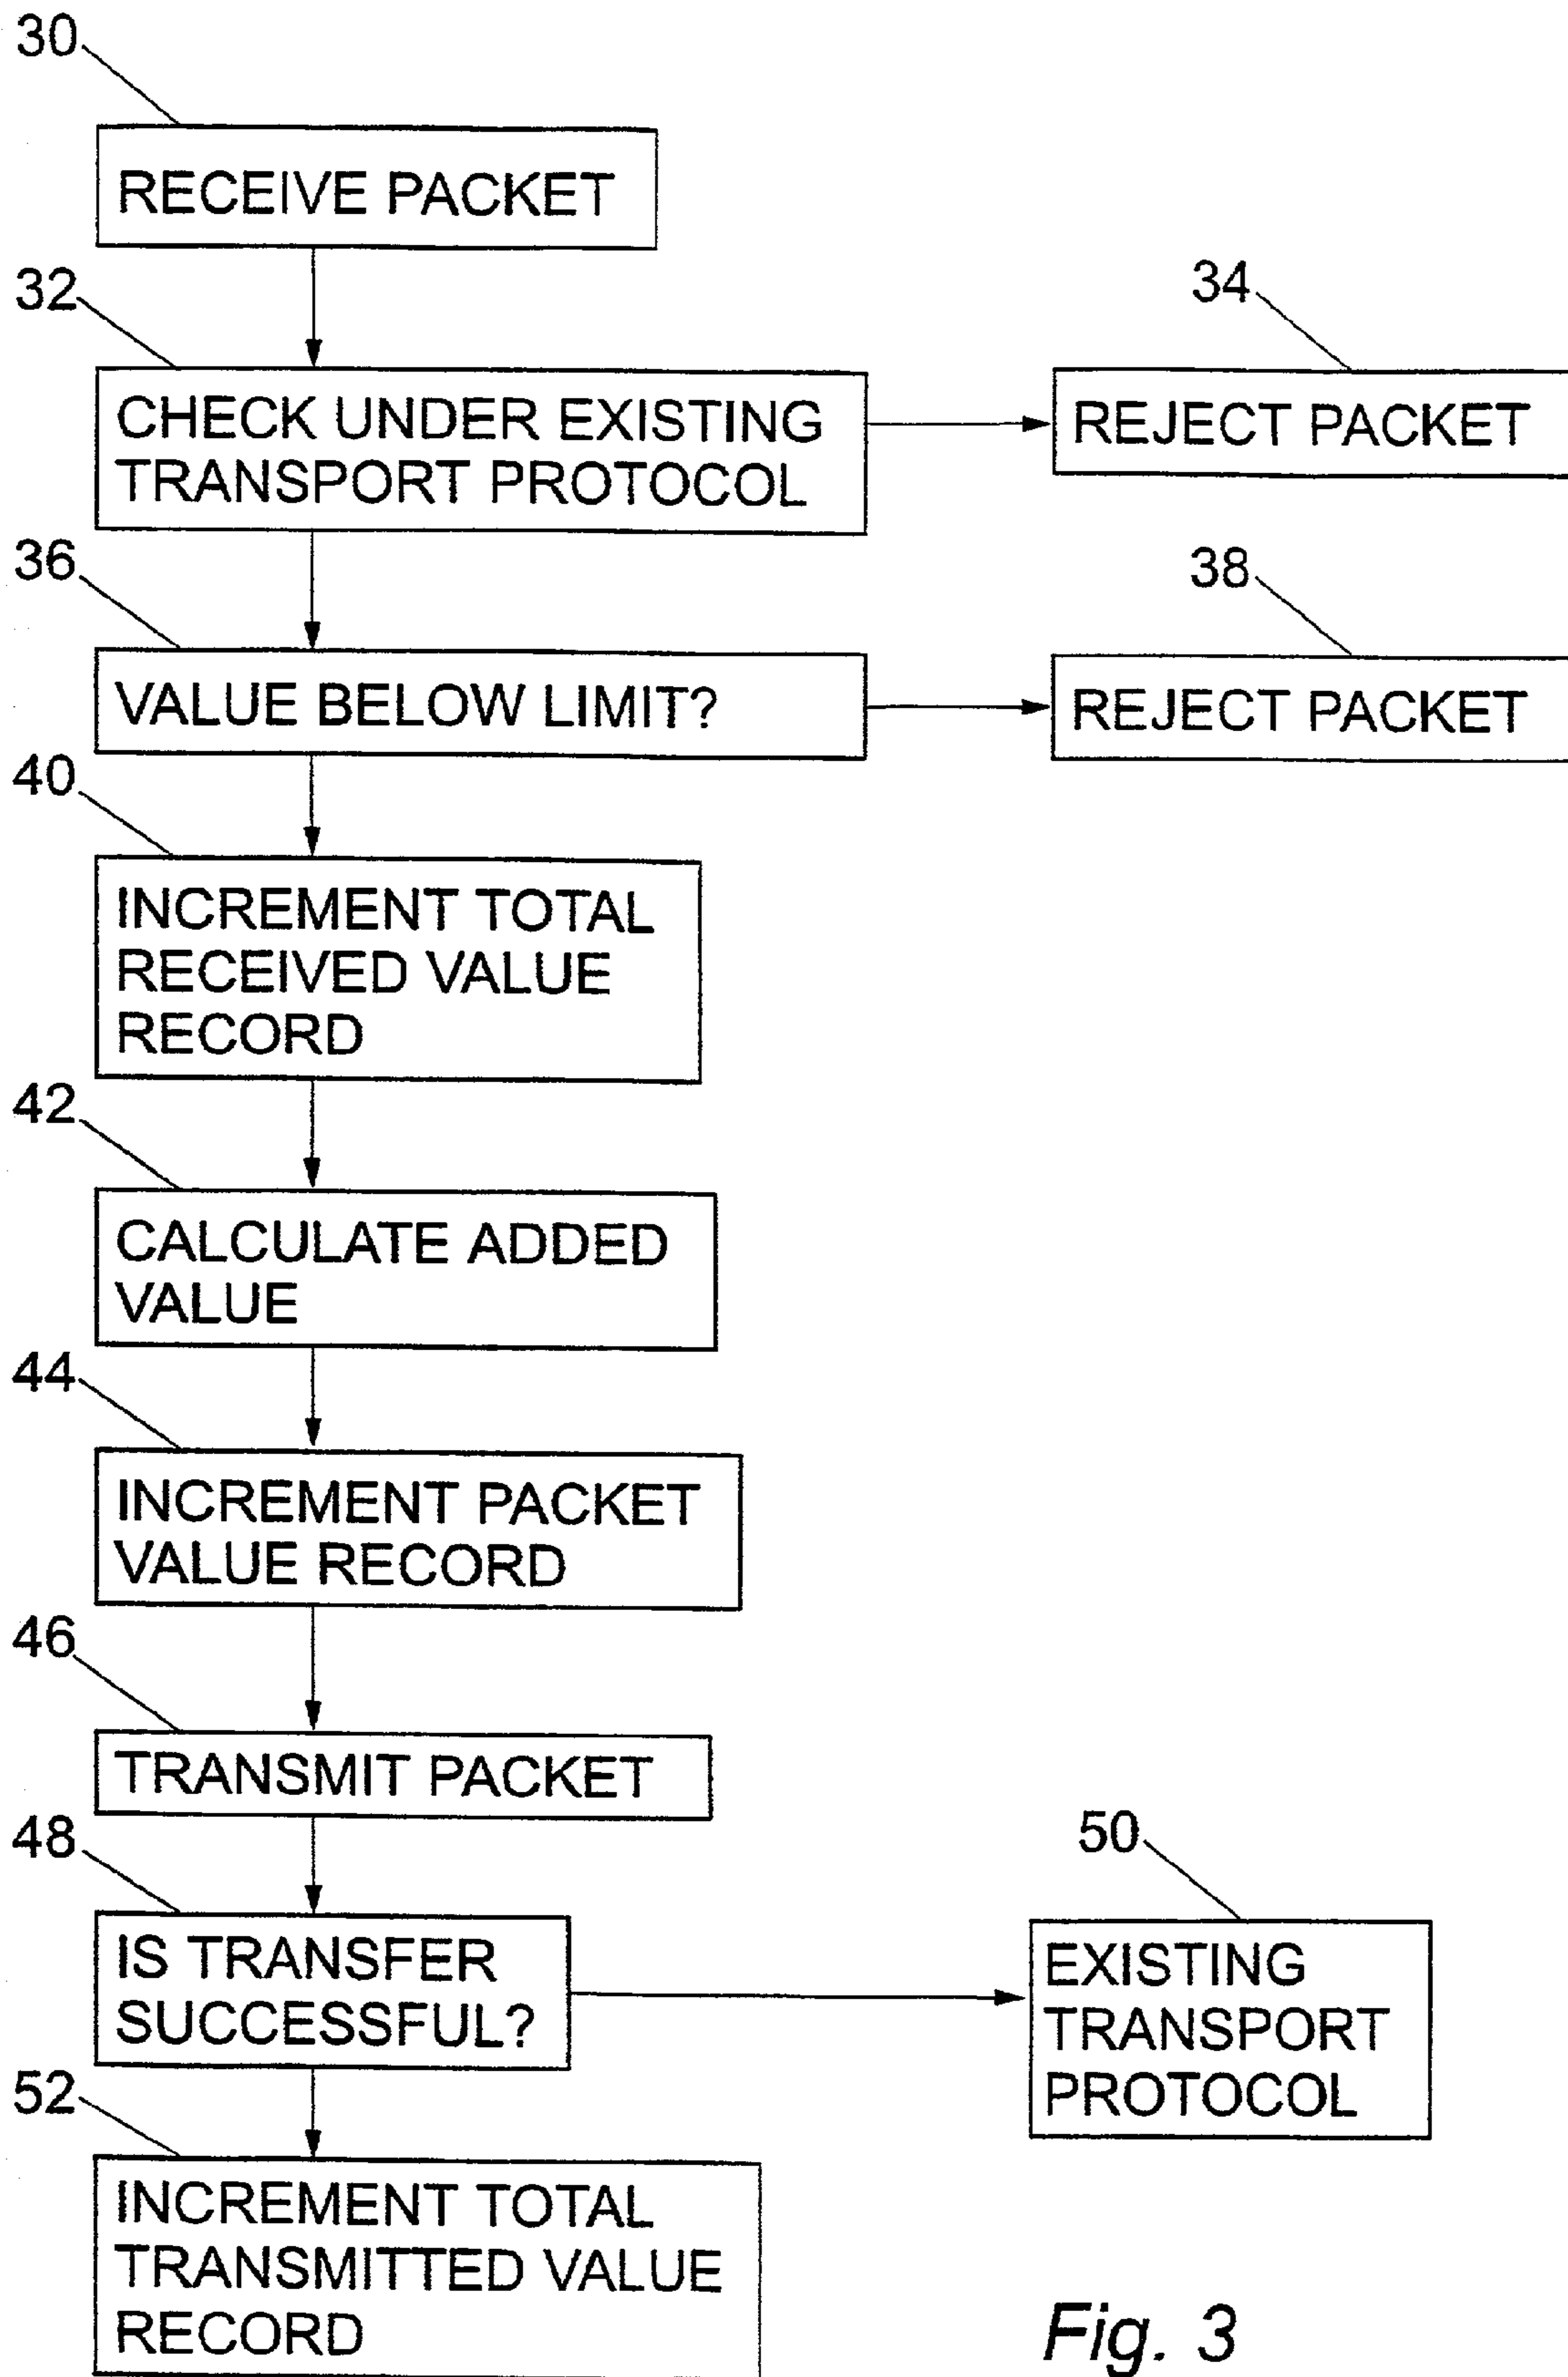 30
RECEIVE PACKET
32
CHECK UNDER EXISTING
TRANSPORT PROTOCOL
34
REJECT PACKET
36
VALUE BELOW LIMIT?
38
REJECT PACKET
40
INCREMENT TOTAL
RECEIVED VALUE
RECORD
42
CALCULATE ADDED
VALUE
44
INCREMENT PACKET
VALUE RECORD
46
TRANSMIT PACKET
48
IS TRANSFER
SUCCESSFUL?
50
EXISTING
TRANSPORT
PROTOCOL
52
INCREMENT TOTAL
TRANSMITTED VALUE
RECORD
Fig. 3